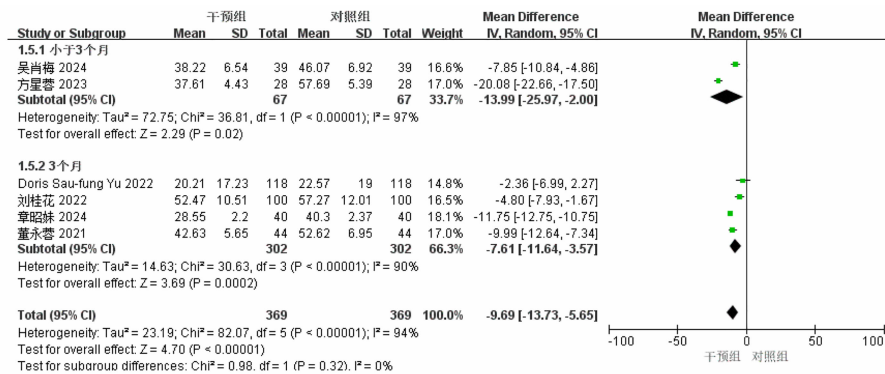 干预组 对照组 Mean Difference Mean Difference
Study or Subgroup Mean SD Total Mean SD Total Weight IV, Random, 95% CI IV, Random, 95% CI
1.5.1 小于3个月
吴肖梅 2024 38.22 6.54 39 46.07 6.92 39 16.6% -7.85 [-10.84, -4.86]
方星蓉 2023 37.61 4.43 28 57.69 5.39 28 17.0% -20.08 [-22.66, -17.50]
Subtotal (95% CI) 67 67 33.7% -13.99 [-25.97, -2.00]
Heterogeneity: Tau² = 72.75; Chi² = 36.81, df = 1 (P < 0.00001); I² = 97%
Test for overall effect: Z = 2.29 (P = 0.02)
1.5.2 3个月
Doris Sau-fung Yu 2022 20.21 17.23 118 22.57 19 118 14.8% -2.36 [-6.99, 2.27]
刘桂花 2022 52.47 10.51 100 57.27 12.01 100 16.5% -4.80 [-7.93, -1.67]
章昭妹 2024 28.55 2.2 40 40.3 2.37 40 18.1% -11.75 [-12.75, -10.75]
董永蓉 2021 42.63 5.65 44 52.62 6.95 44 17.0% -9.99 [-12.64, -7.34]
Subtotal (95% CI) 302 302 66.3% -7.61 [-11.64, -3.57]
Heterogeneity: Tau² = 14.63; Chi² = 30.63, df = 3 (P < 0.00001); I² = 90%
Test for overall effect: Z = 3.69 (P = 0.0002)
Total (95% CI) 369 369 100.0% -9.69 [-13.73, -5.65]
Heterogeneity: Tau² = 23.19; Chi² = 82.07, df = 5 (P < 0.00001); I² = 94%
Test for overall effect: Z = 4.70 (P < 0.00001)
Test for subgroup differences: Chi² = 0.98, df = 1 (P = 0.32), I² = 0%
-100 -50 0 50 100
干预组 对照组